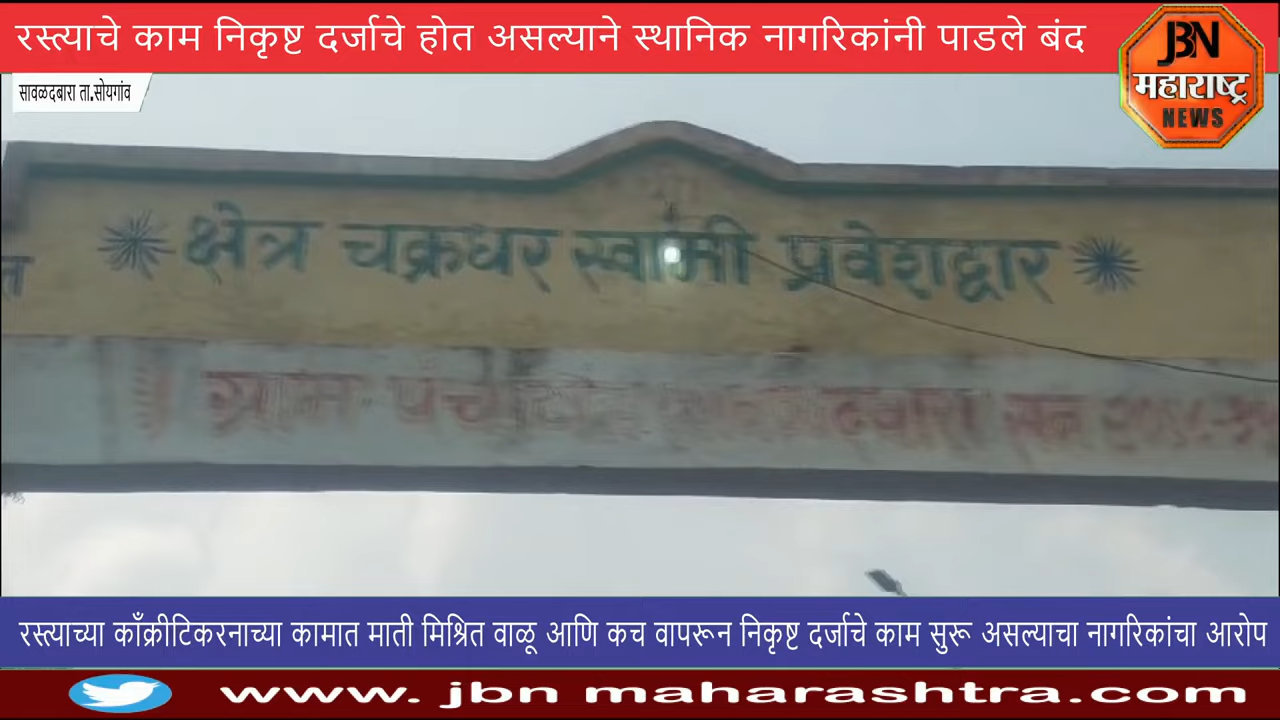 रस्त्याचे काम निकृष्ट दर्जाचे होत असल्याने स्थानिक नागरिकांनी पाडले बंद
JBN
महाराष्ट्र
NEWS
सावळदबारा ता.सोयगांव
क्षेत्र चक्रधर स्वामी प्रवेशद्वार
ग्राम सन
रस्त्याच्या काँक्रीटिकरनाच्या कामात माती मिश्रित वाळू आणि कच वापरून निकृष्ट दर्जाचे काम सुरू असल्याचा नागरिकांचा आरोप
www. jbn maharashtra.com